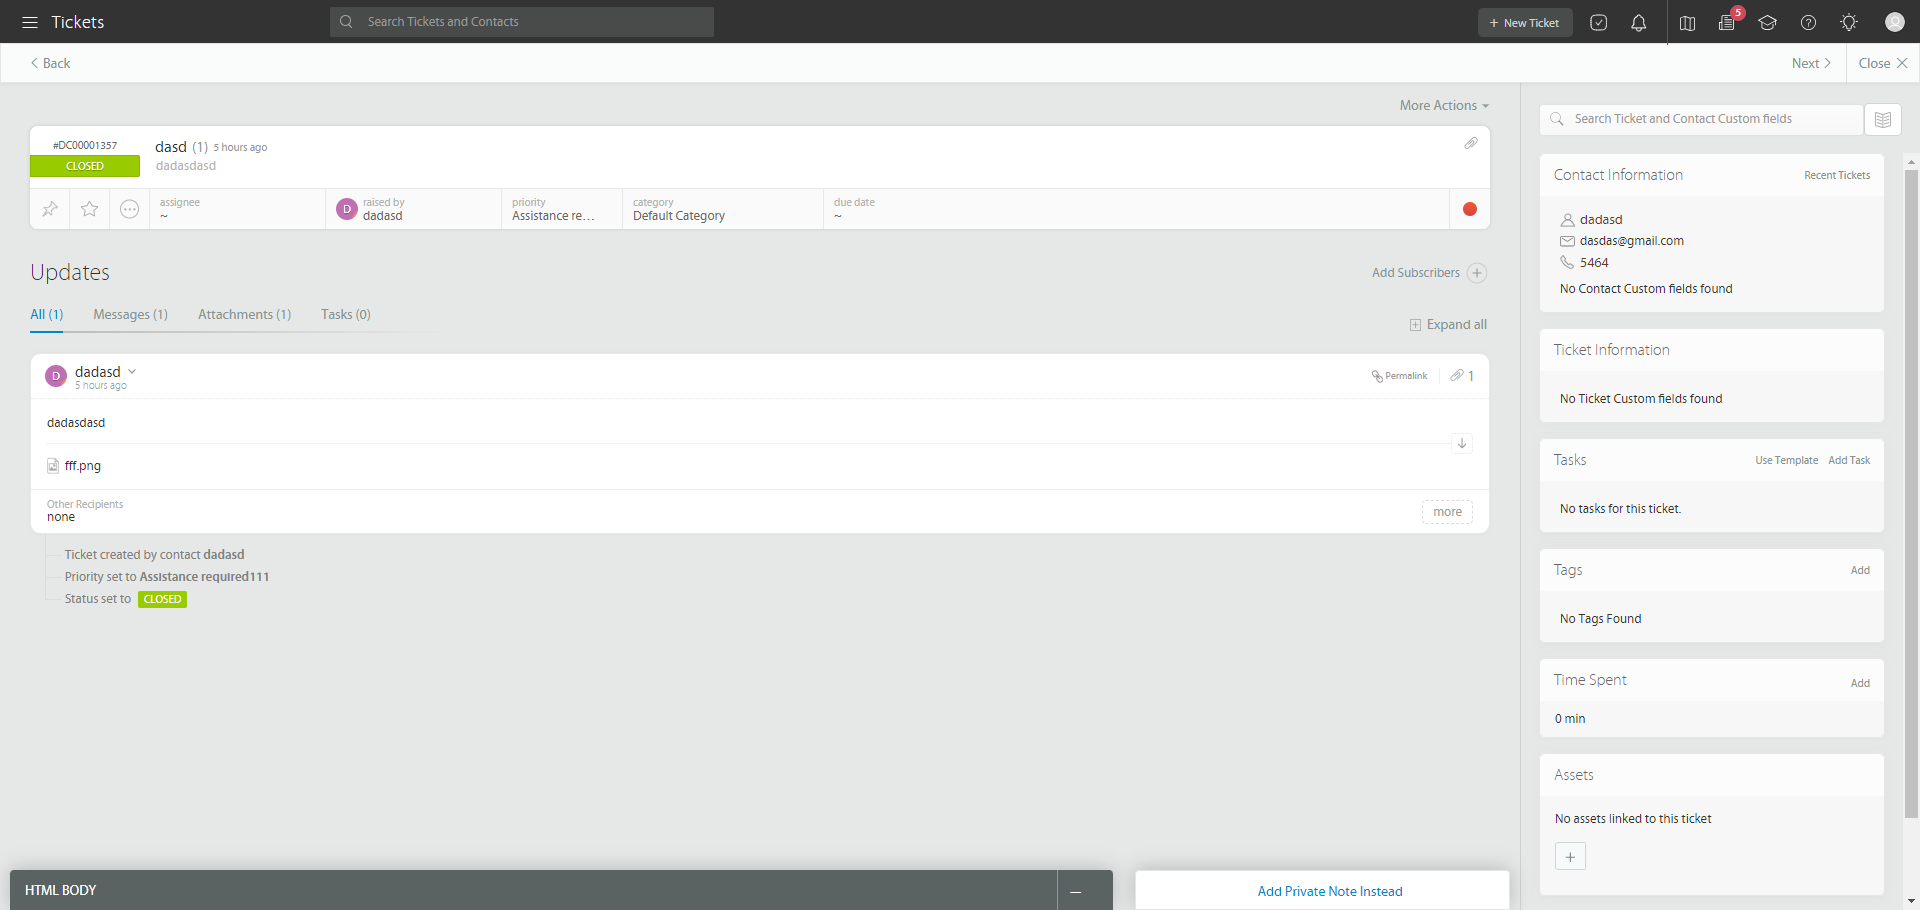 Tickets
Search Tickets and Contacts
+ New Ticket
5
Back
Next
Close
More Actions
#DC00001357
CLOSED
dasd (1) 5 hours ago
dadasdasd
assignee
~
D
raised by
dadasd
priority
Assistance re...
category
Default Category
due date
~
Updates
Add Subscribers
All (1)
Messages (1)
Attachments (1)
Tasks (0)
Expand all
D
dadasd
5 hours ago
Permalink
1
dadasdasd
fff.png
Other Recipients
none
more
Ticket created by contact dadasd
Priority set to Assistance required111
Status set to CLOSED
HTML BODY
Add Private Note Instead
Search Ticket and Contact Custom fields
Contact Information
Recent Tickets
dadasd
dasdas@gmail.com
5464
No Contact Custom fields found
Ticket Information
No Ticket Custom fields found
Tasks
Use Template
Add Task
No tasks for this ticket.
Tags
Add
No Tags Found
Time Spent
Add
0 min
Assets
No assets linked to this ticket
+